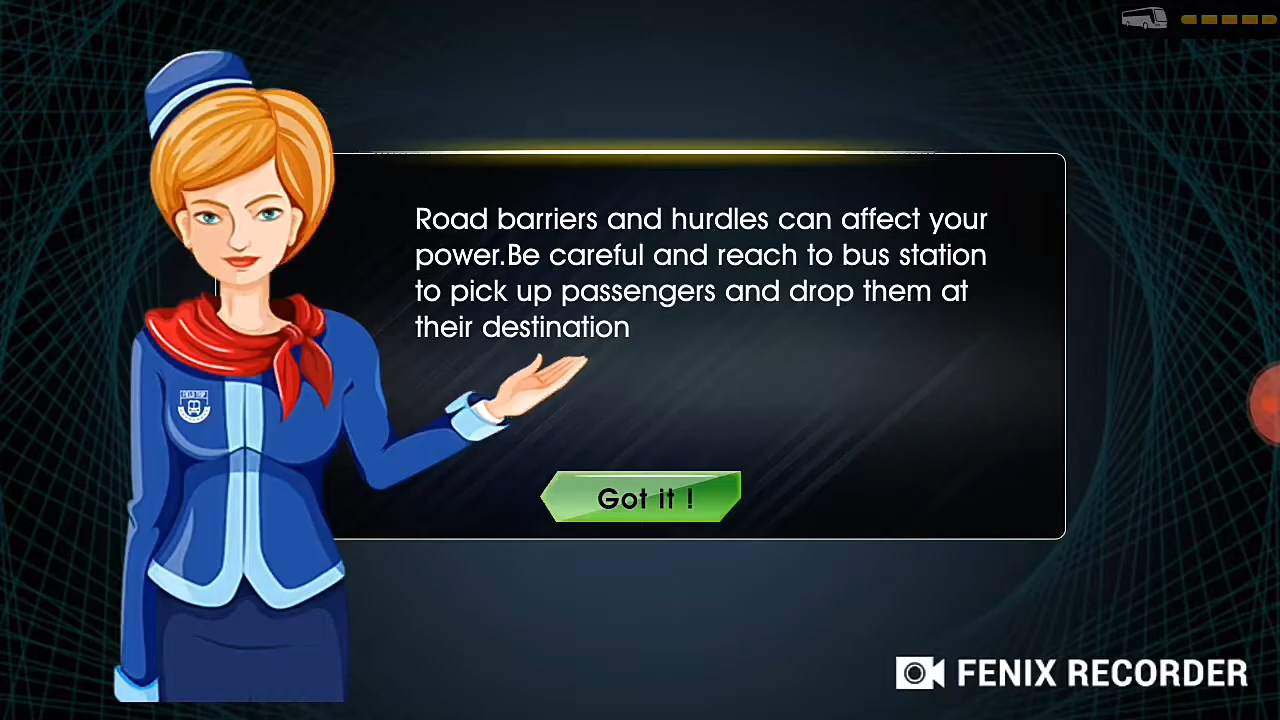 Road barriers and hurdles can affect your
power.Be careful and reach to bus station
to pick up passengers and drop them at
their destination
Got it !
FENIX RECORDER